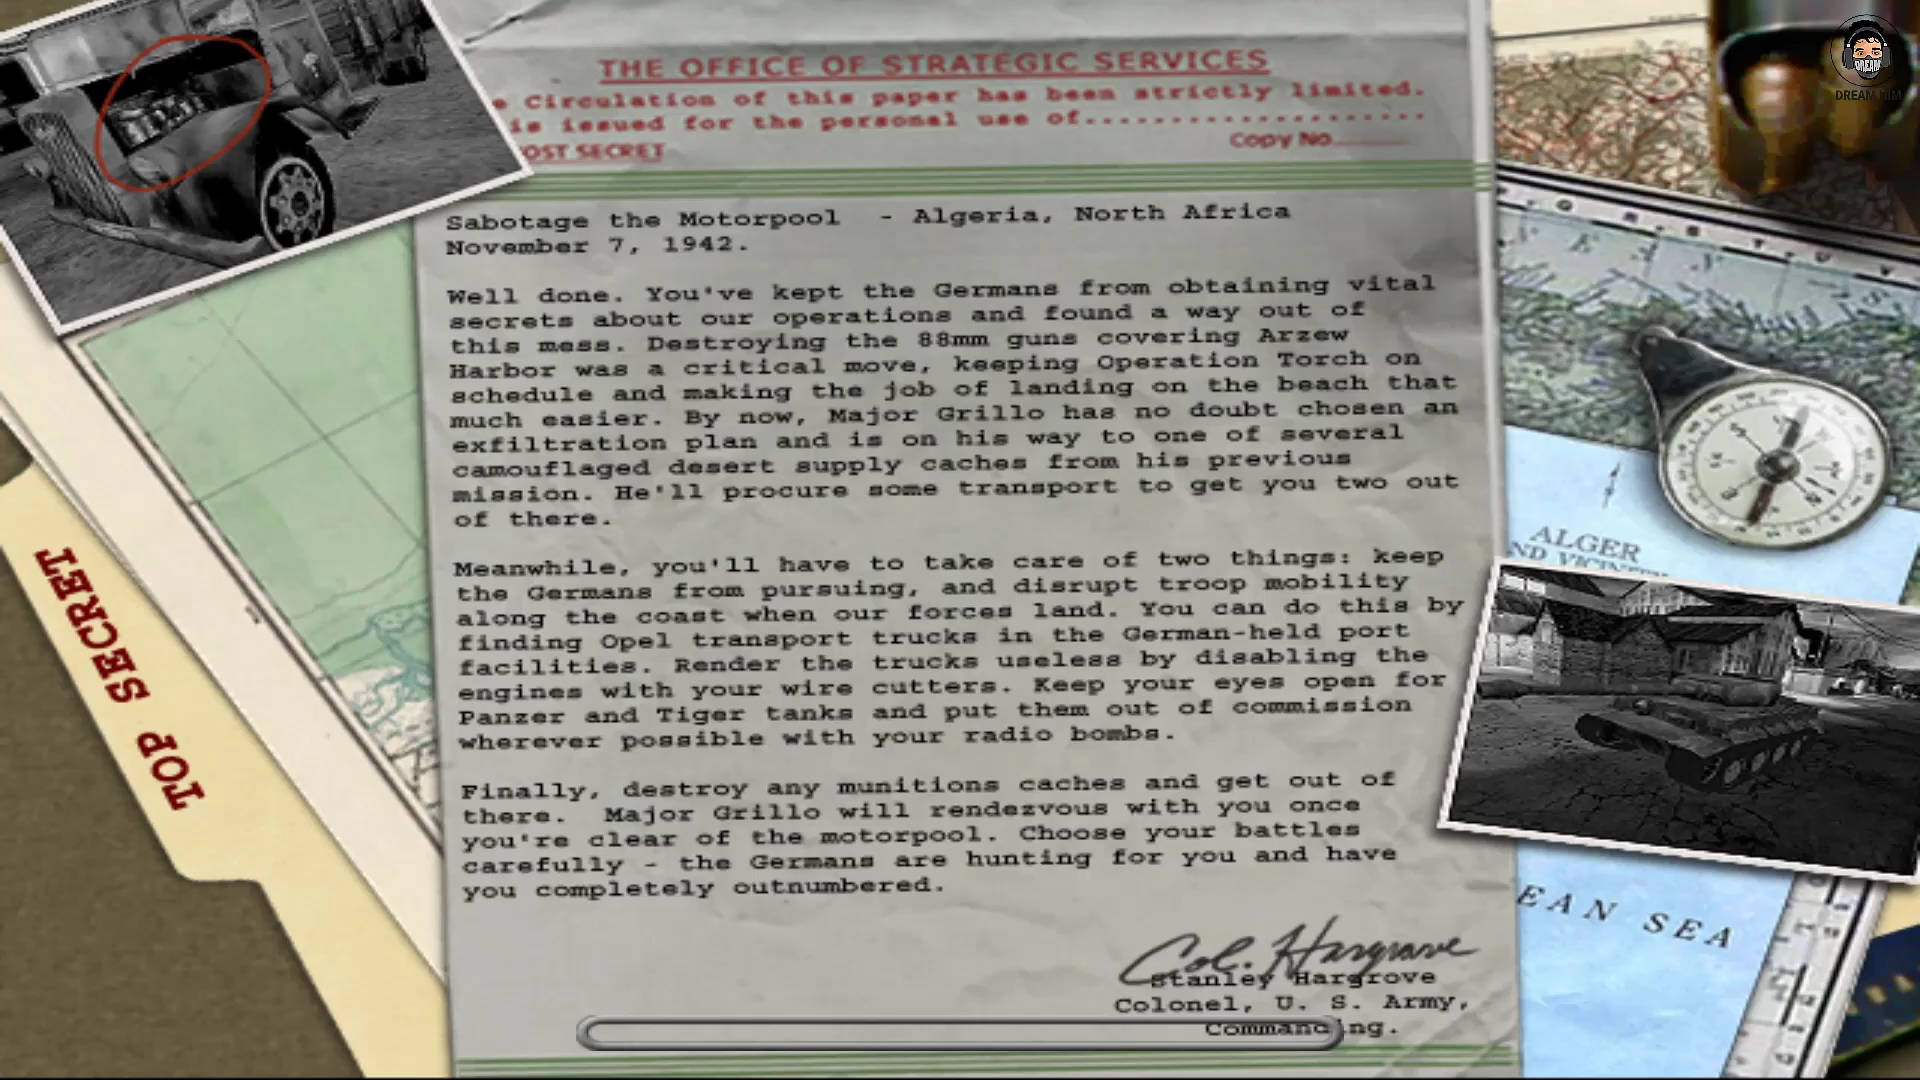 THE OFFICE OF STRATEGIC SERVICES
e Circulation of this paper has been strictly limited.
is issued for the personal use of....................
Copy No.
OST SECRET
Sabotage the Motorpool - Algeria, North Africa
November 7, 1942.
Well done. You've kept the Germans from obtaining vital
secrets about our operations and found a way out of
this mess. Destroying the 88mm guns covering Arzew
Harbor was a critical move, keeping Operation Torch on
schedule and making the job of landing on the beach that
much easier. By now, Major Grillo has no doubt chosen an
exfiltration plan and is on his way to one of several
camouflaged desert supply caches from his previous
mission. He'll procure some transport to get you two out
of there.
Meanwhile, you'll have to take care of two things: keep
the Germans from pursuing, and disrupt troop mobility
along the coast when our forces land. You can do this by
finding Opel transport trucks in the German-held port
facilities. Render the trucks useless by disabling the
engines with your wire cutters. Keep your eyes open for
Panzer and Tiger tanks and put them out of commission
wherever possible with your radio bombs.
Finally, destroy any munitions caches and get out of
there. Major Grillo will rendezvous with you once
you're clear of the motorpool. Choose your battles
carefully - the Germans are hunting for you and have
you completely outnumbered.
Col. Hargrove
Stanley Hargrove
Colonel, U. S. Army,
Commanding.
TOP SECRET
ALGER
ND VICINITY
EAN SEA
DREAM